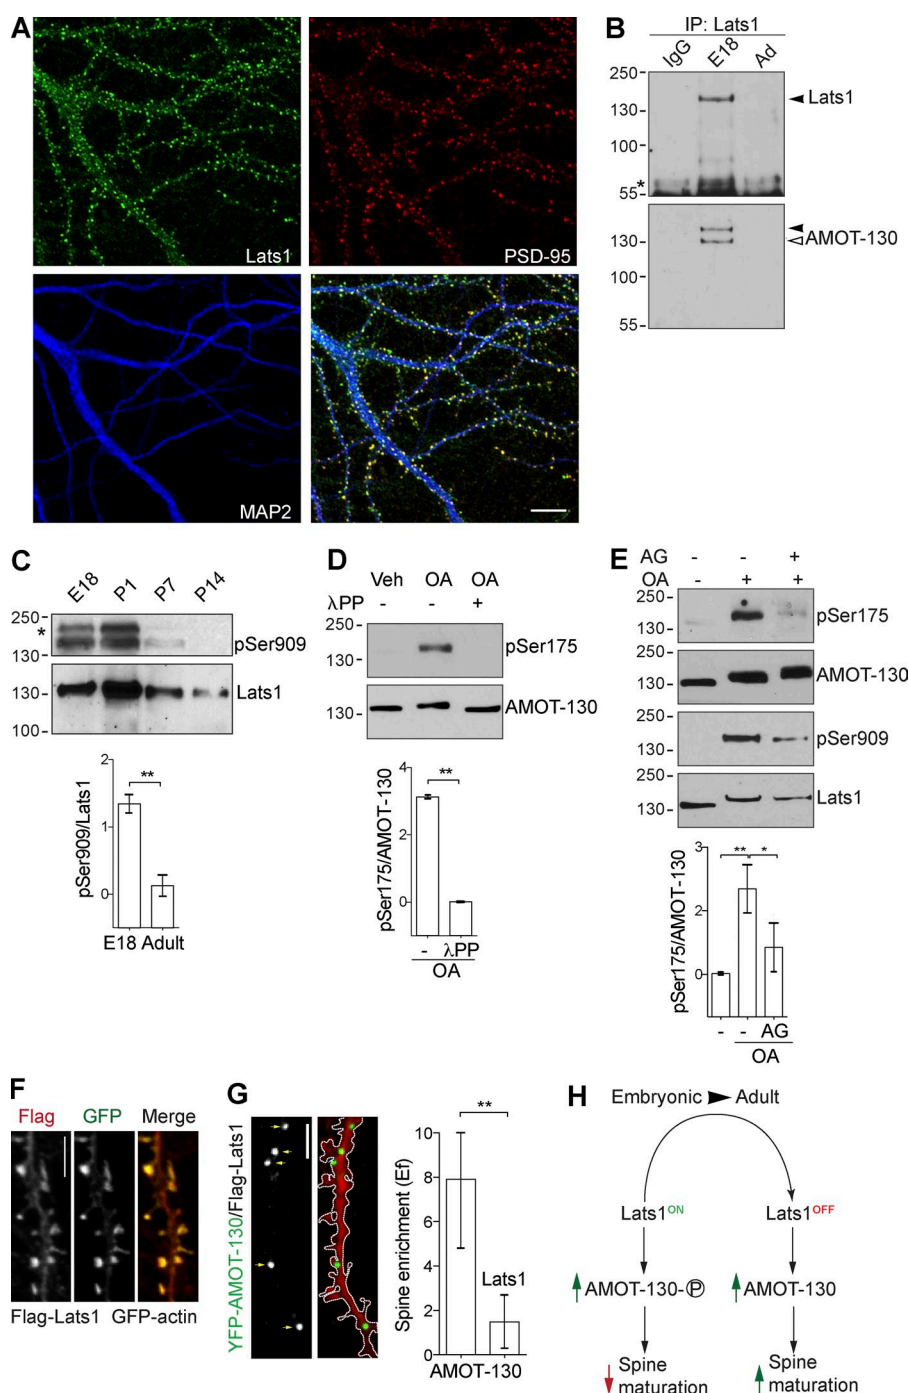 A
Lats1
PSD-95
MAP2
B
IP: Lats1
IgG
E18
Ad
250
130
100
*
55
Lats1
130
100
55
AMOT-130
C
E18
P1
P7
P14
250
*
130
pSer909
130
100
Lats1
pSer909/Lats1
2
1
0
**
E18 Adult
D
Veh OA OA
λPP - - +
250
130
pSer175
130
AMOT-130
pSer175/AMOT-130
4
2
0
**
- λPP
OA
E
AG - - +
OA - + +
250
130
pSer175
250
130
AMOT-130
250
130
pSer909
250
130
Lats1
pSer175/AMOT-130
3
2
0
** *
- - AG
OA
F
Flag GFP Merge
Flag-Lats1 GFP-actin
G
YFP-AMOT-130/Flag-Lats1
Spine enrichment (Ef)
10
8
6
4
2
0
**
Lats1
AMOT-130
H
Embryonic Adult
Lats1ON
Lats1OFF
AMOT-130-P
AMOT-130
Spine maturation
Spine maturation